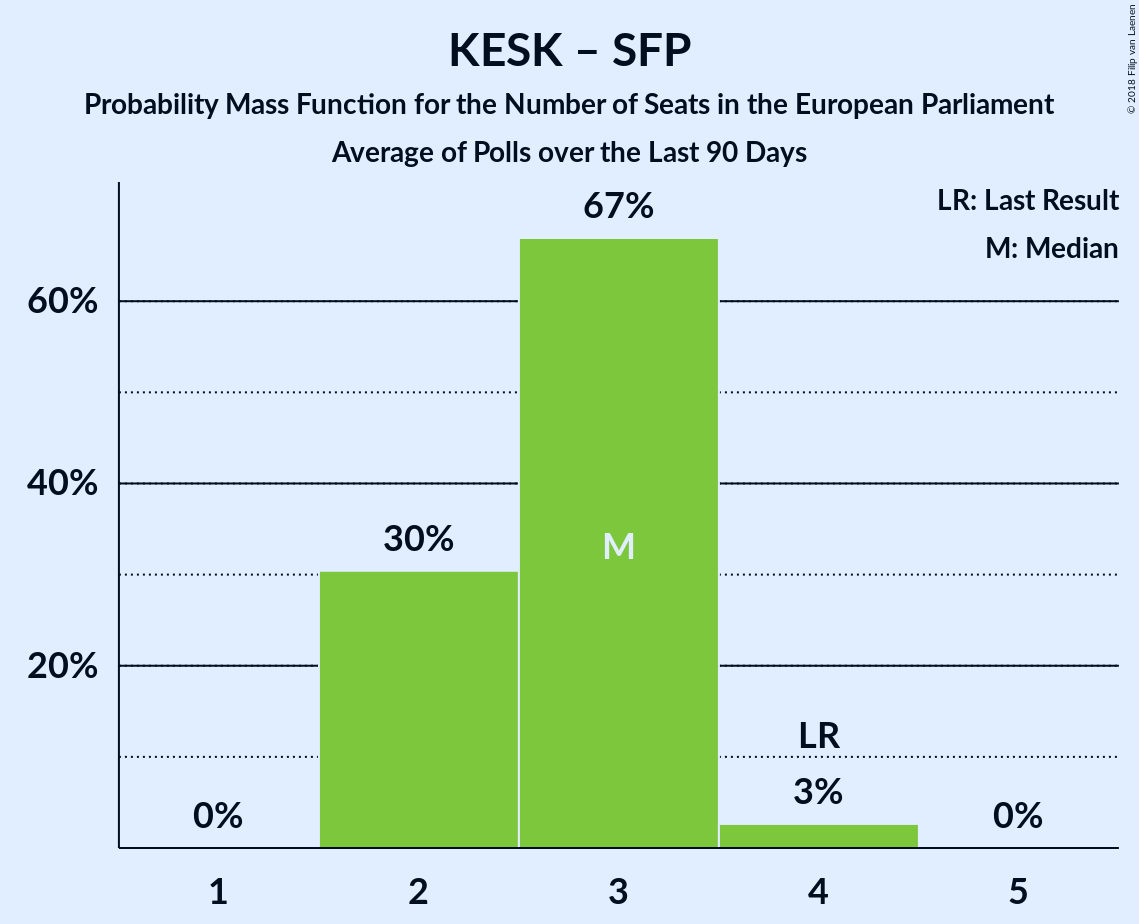 KESK – SFP
Probability Mass Function for the Number of Seats in the European Parliament
Average of Polls over the Last 90 Days
© 2018 Filip van Laenen
LR: Last Result
M: Median
67%
60%
40%
30%
M
20%
LR
3%
0%
0%
1
2
3
4
5